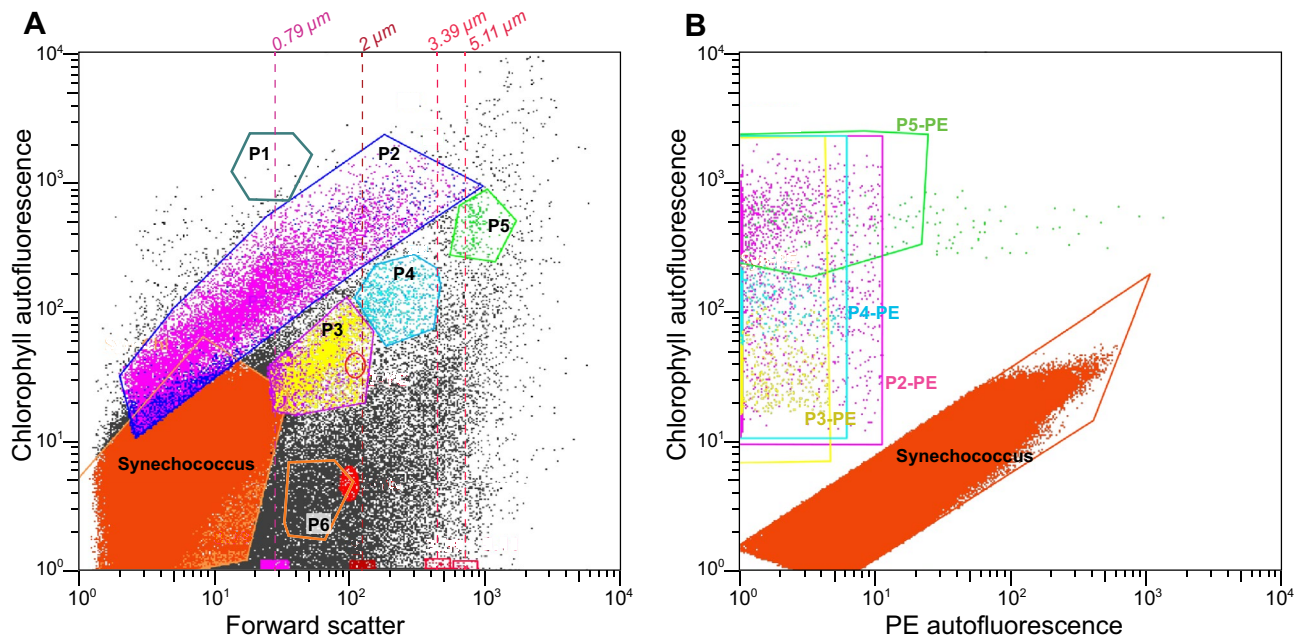 A
0.79 µm
2 µm
3.39 µm
5.11 µm
Chlorophyll autofluorescence
10⁴
10³
10²
10¹
10⁰
P1
P2
P5
P4
P3
Synechococcus
P6
10⁰ 10¹ 10² 10³ 10⁴
Forward scatter
B
Chlorophyll autofluorescence
10⁴
10³
10²
10¹
10⁰
P5-PE
P4-PE
P2-PE
P3-PE
Synechococcus
10⁰ 10¹ 10² 10³ 10⁴
PE autofluorescence